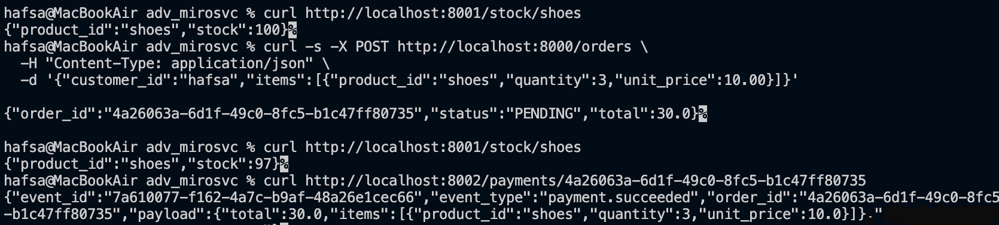 hafsa@MacBookAir adv_mirosvc % curl http://localhost:8001/stock/shoes
{"product_id":"shoes","stock":100}%
hafsa@MacBookAir adv_mirosvc % curl -s -X POST http://localhost:8000/orders \
-H "Content-Type: application/json" \
-d '{"customer_id":"hafsa","items":[{"product_id":"shoes","quantity":3,"unit_price":10.00}]}'
{"order_id":"4a26063a-6d1f-49c0-8fc5-b1c47ff80735","status":"PENDING","total":30.0}%
hafsa@MacBookAir adv_mirosvc % curl http://localhost:8001/stock/shoes
{"product_id":"shoes","stock":97}%
hafsa@MacBookAir adv_mirosvc % curl http://localhost:8002/payments/4a26063a-6d1f-49c0-8fc5-b1c47ff80735
{"event_id":"7a610077-f162-4a7c-b9af-48a26e1cec66","event_type":"payment.succeeded","order_id":"4a26063a-6d1f-49c0-8fc5
-b1c47ff80735","payload":{"total":30.0,"items":[{"product_id":"shoes","quantity":3,"unit_price":10.0}]}